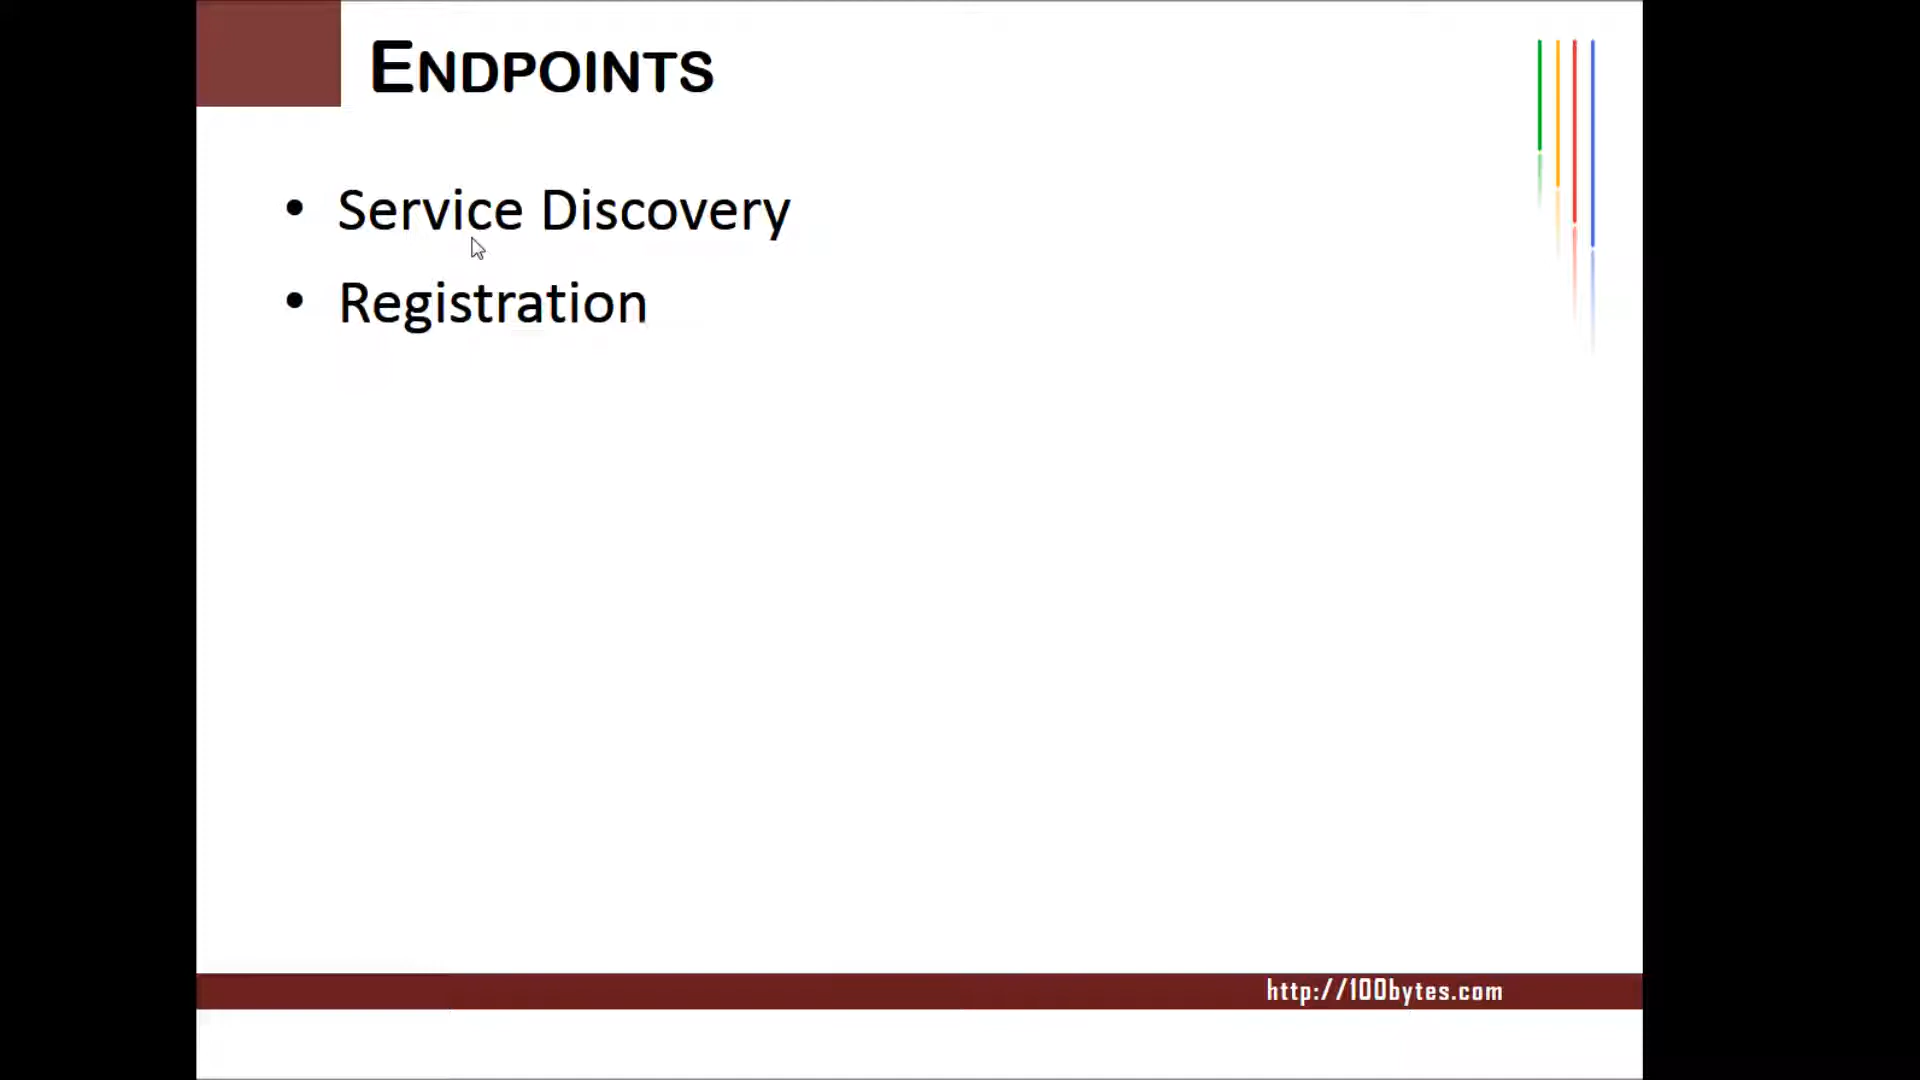 ENDPOINTS
• Service Discovery
• Registration
http://100bytes.com